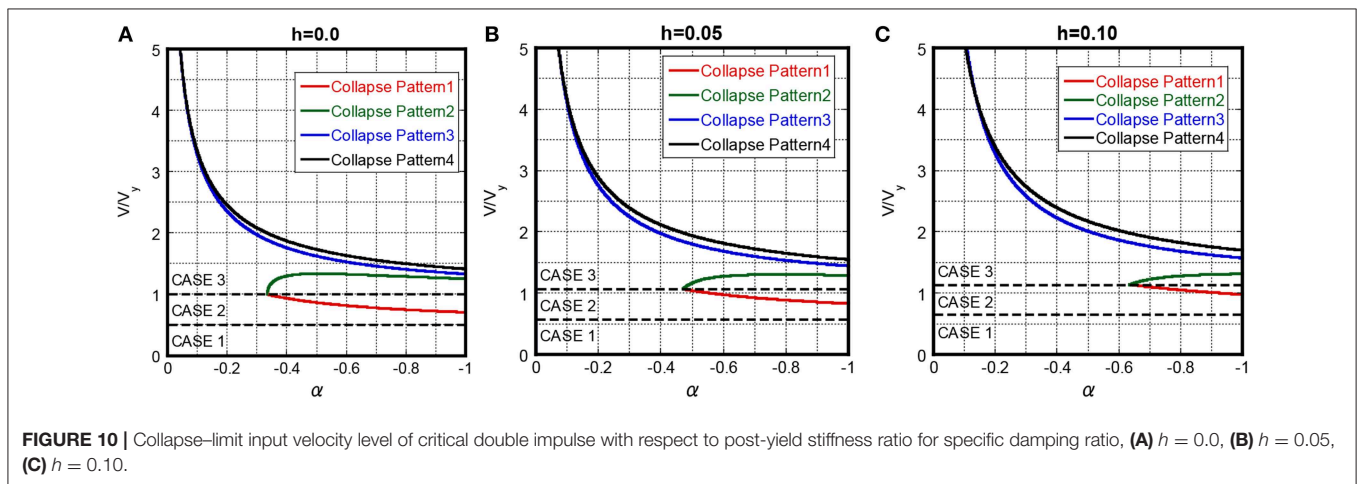 A
h=0.0
5
4
3
2
1
0
V/Vy
Collapse Pattern1
Collapse Pattern2
Collapse Pattern3
Collapse Pattern4
CASE 3
CASE 2
CASE 1
0 -0.2 -0.4 -0.6 -0.8 -1
α
B
h=0.05
5
4
3
2
1
0
V/Vy
Collapse Pattern1
Collapse Pattern2
Collapse Pattern3
Collapse Pattern4
CASE 3
CASE 2
CASE 1
0 -0.2 -0.4 -0.6 -0.8 -1
α
C
h=0.10
5
4
3
2
1
0
V/Vy
Collapse Pattern1
Collapse Pattern2
Collapse Pattern3
Collapse Pattern4
CASE 3
CASE 2
CASE 1
0 -0.2 -0.4 -0.6 -0.8 -1
α
FIGURE 10 | Collapse–limit input velocity level of critical double impulse with respect to post-yield stiffness ratio for specific damping ratio, (A) h = 0.0, (B) h = 0.05,
(C) h = 0.10.